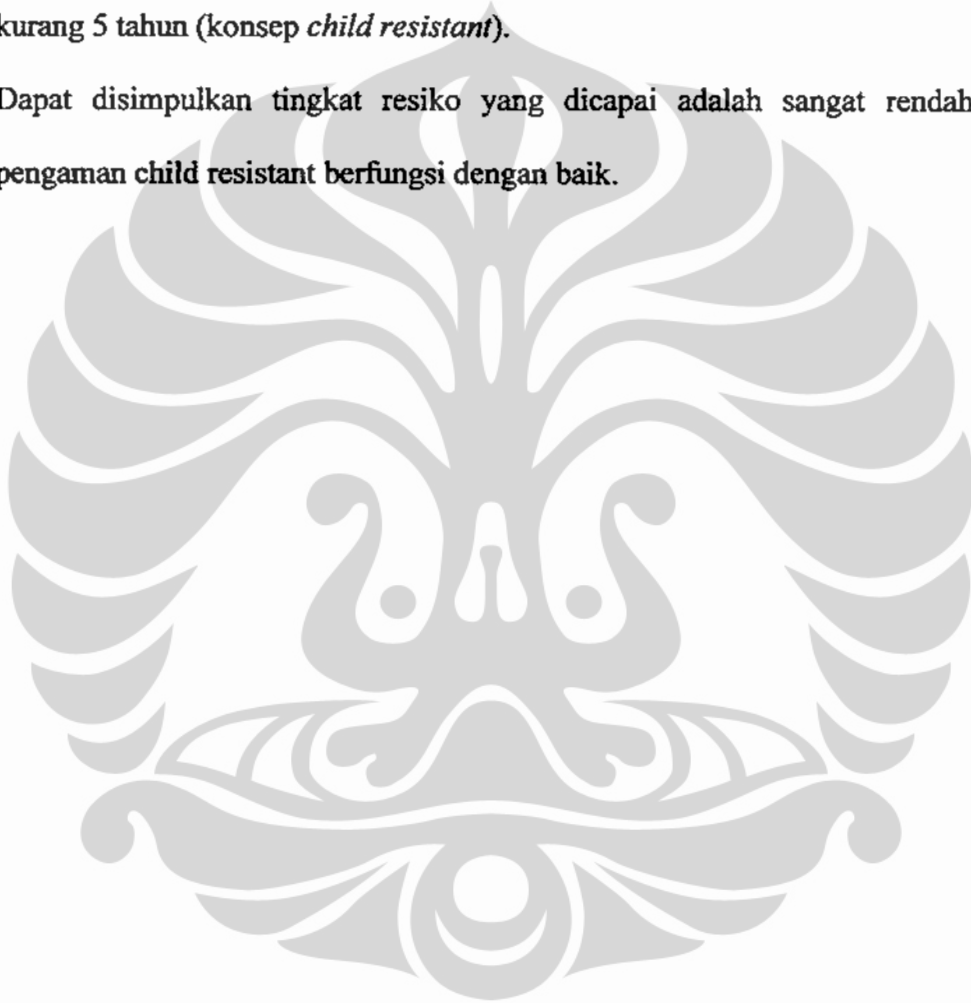 kurang 5 tahun (konsep child resistant).
Dapat disimpulkan tingkat resiko yang dicapai adalah sangat rendah
pengaman child resistant berfungsi dengan baik.